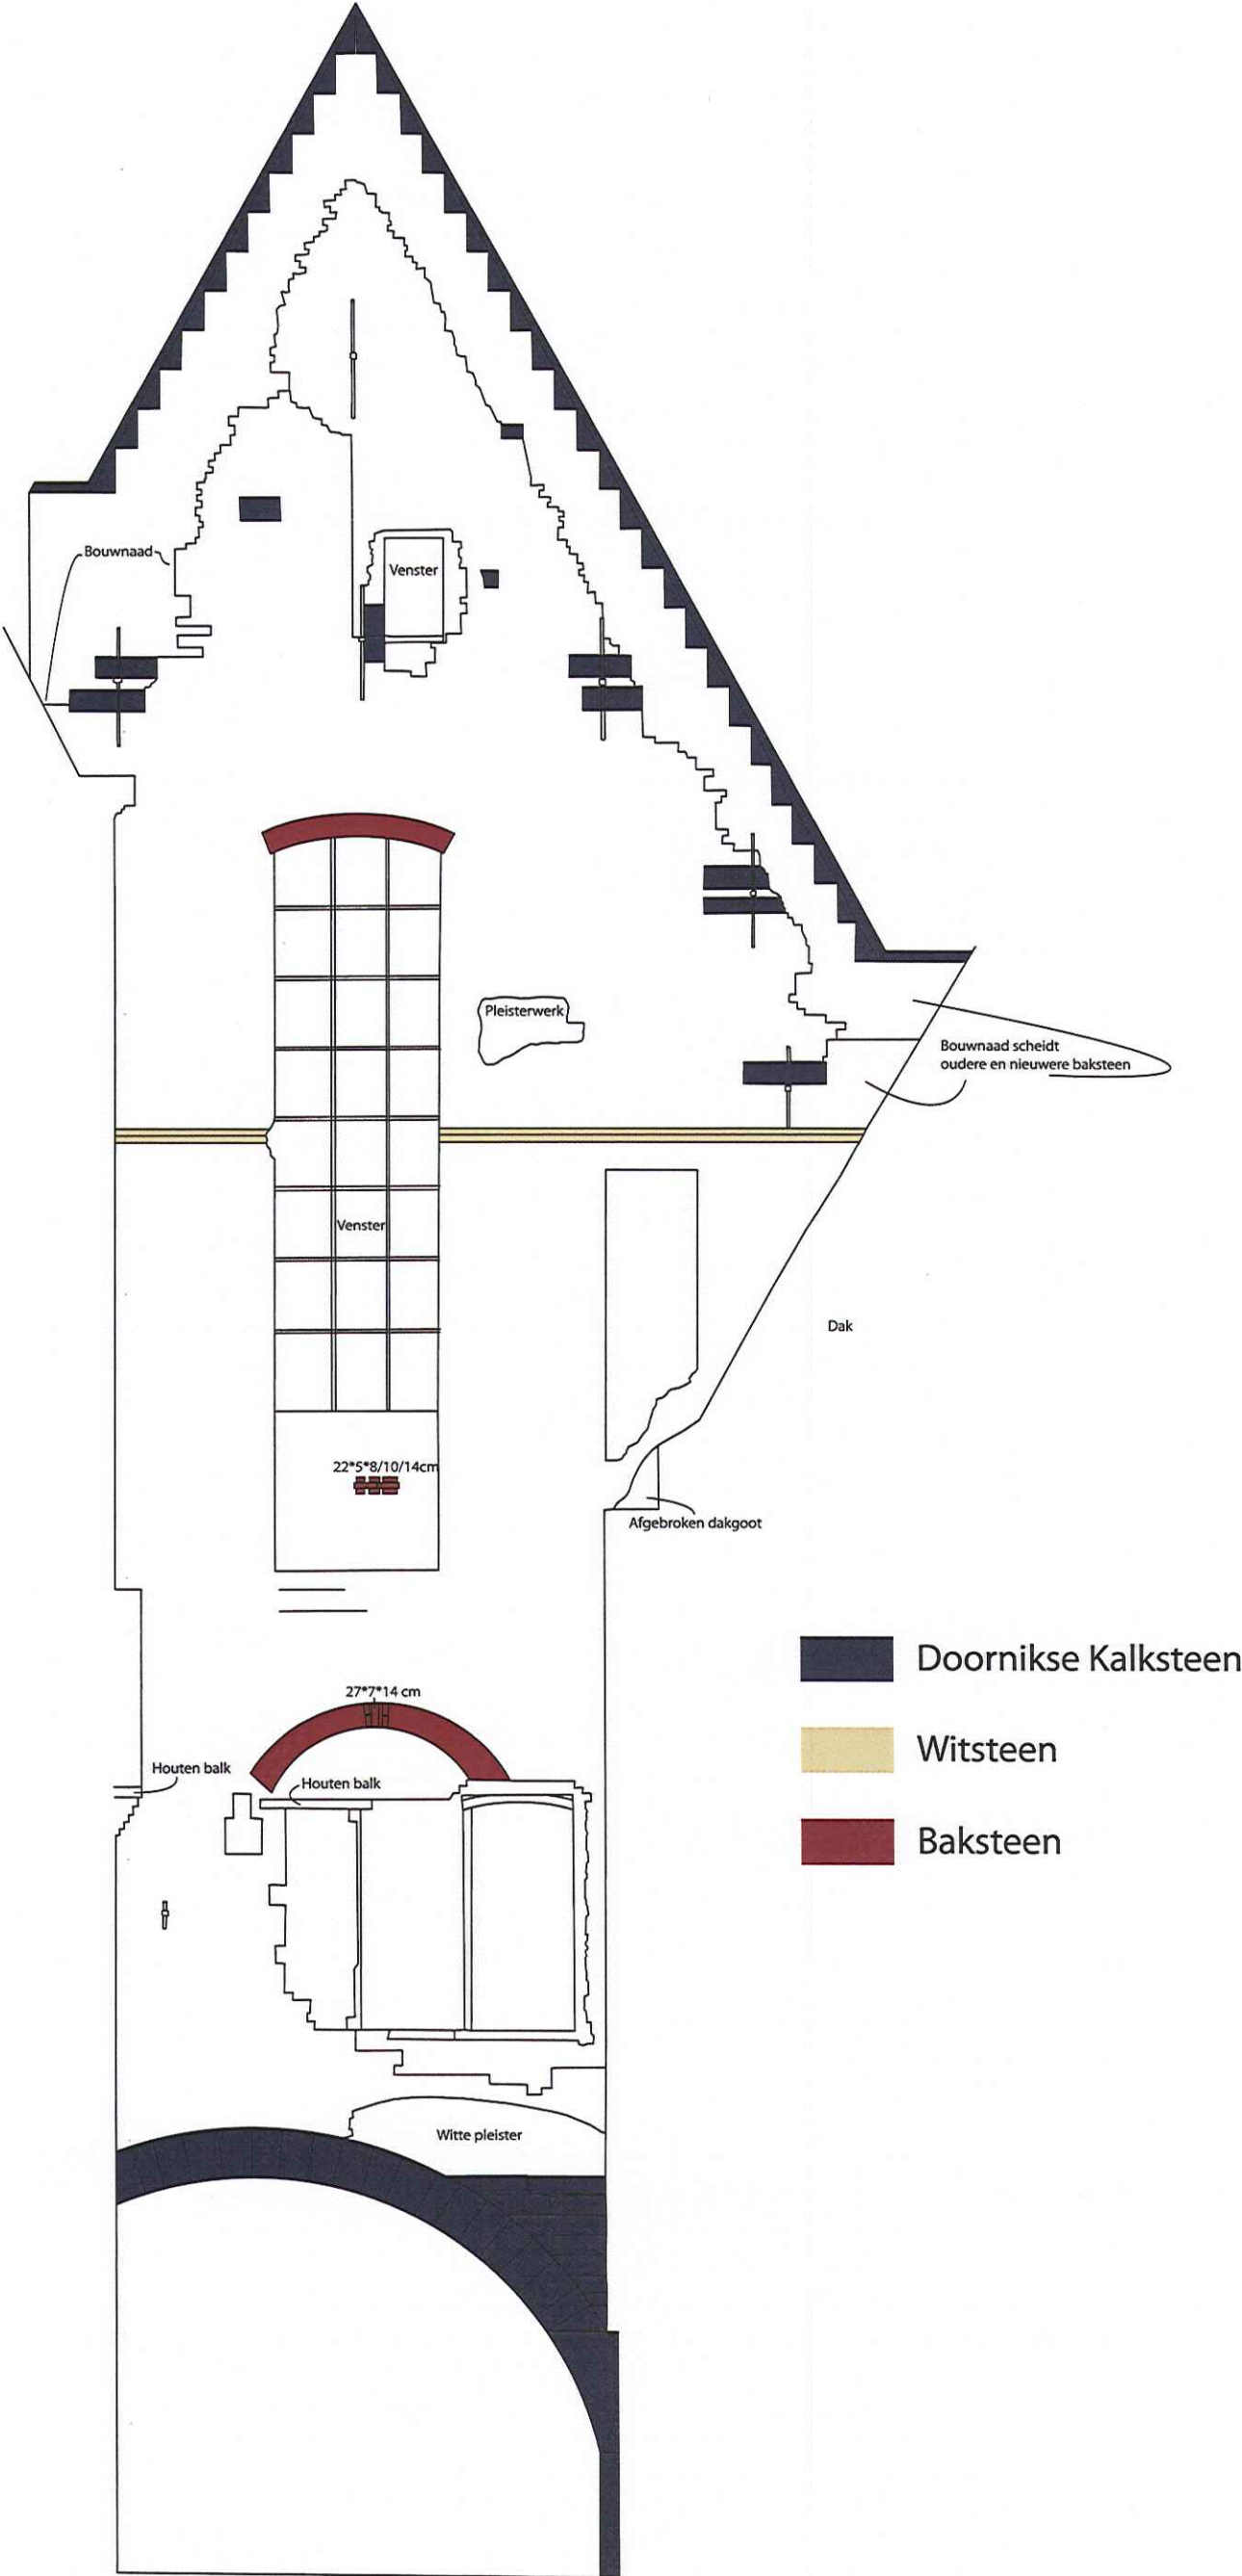 Bouwnaad
Venster
Pleisterwerk
Bouwnaad scheidt
oudere en nieuwere baksteen
Venster
Dak
22*5*8/10/14cm
Afgebroken dakgoot
Doornikse Kalksteen
27*7*14 cm
Witsteen
Houten balk
Houten balk
Baksteen
Witte pleister